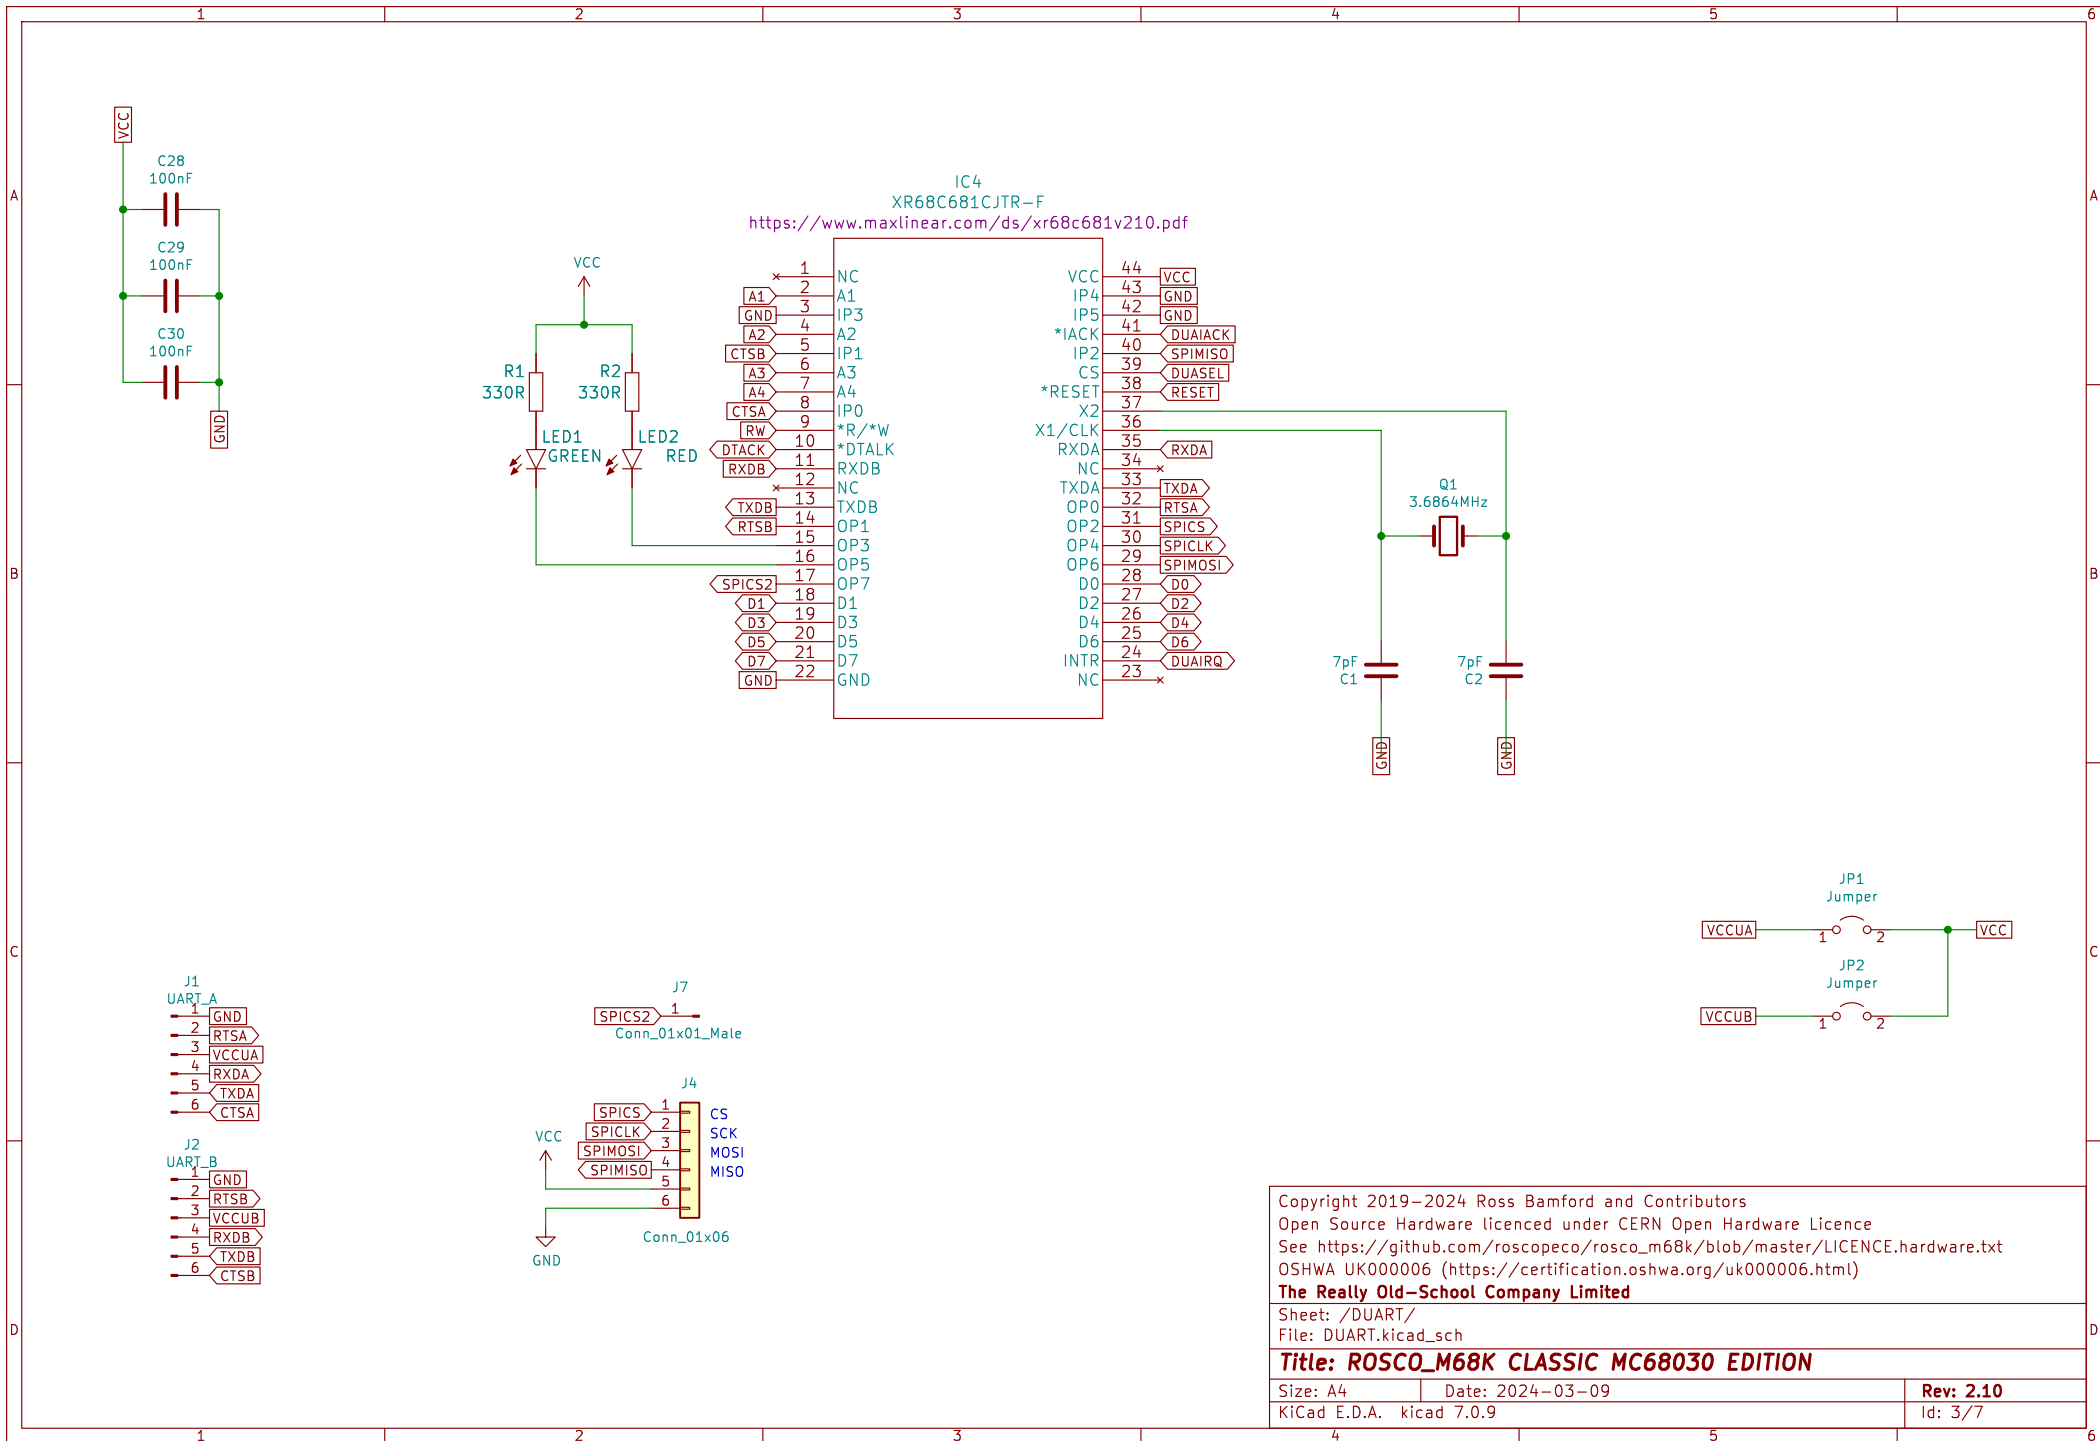 1 2 3 4 5 6
A A
B B
C C
D D
VCC
C28
100nF
C29
100nF
C30
100nF
GND
VCC
R1
330R
R2
330R
LED1
GREEN
LED2
RED
IC4
XR68C681CJTR-F
https://www.maxlinear.com/ds/xr68c681v210.pdf
1 NC
A1 2 A1
GND 3 IP3
A2 4 A2
CTSB 5 IP1
A3 6 A3
A4 7 A4
CTSA 8 IP0
RW 9 *R/*W
DTACK 10 *DTALK
RXDB 11 RXDB
12 NC
TXDB 13 TXDB
RTSB 14 OP1
15 OP3
16 OP5
SPICS2 17 OP7
D1 18 D1
D3 19 D3
D5 20 D5
D7 21 D7
GND 22 GND
VCC 44 VCC
IP4 43 GND
IP5 42 GND
*IACK 41 DUAIACK
IP2 40 SPIMISO
CS 39 DUASEL
*RESET 38 RESET
X2 37
X1/CLK 36
RXDA 35 RXDA
NC 34
TXDA 33 TXDA
OP0 32 RTSA
OP2 31 SPICS
OP4 30 SPICLK
OP6 29 SPIMOSI
D0 28 D0
D2 27 D2
D4 26 D4
D6 25 D6
INTR 24 DUAIRQ
NC 23
Q1
3.6864MHz
7pF
C1
7pF
C2
GND
GND
JP1
Jumper
VCCUA 1 2 VCC
JP2
Jumper
VCCUB 1 2
J1
UART_A
1 GND
2 RTSA
3 VCCUA
4 RXDA
5 TXDA
6 CTSA
J2
UART_B
1 GND
2 RTSB
3 VCCUB
4 RXDB
5 TXDB
6 CTSB
J7
SPICS2 1
Conn_01x01_Male
J4
SPICS 1 CS
SPICLK 2 SCK
SPIMOSI 3 MOSI
SPIMISO 4 MISO
VCC
5
6
Conn_01x06
GND
Copyright 2019-2024 Ross Bamford and Contributors
Open Source Hardware licenced under CERN Open Hardware Licence
See https://github.com/roscopeco/rosco_m68k/blob/master/LICENCE.hardware.txt
OSHWA UK000006 (https://certification.oshwa.org/uk000006.html)
The Really Old-School Company Limited
Sheet: /DUART/
File: DUART.kicad_sch
Title: ROSCO_M68K CLASSIC MC68030 EDITION
Size: A4 Date: 2024-03-09 Rev: 2.10
KiCad E.D.A. kicad 7.0.9 Id: 3/7
1 2 3 4 5 6